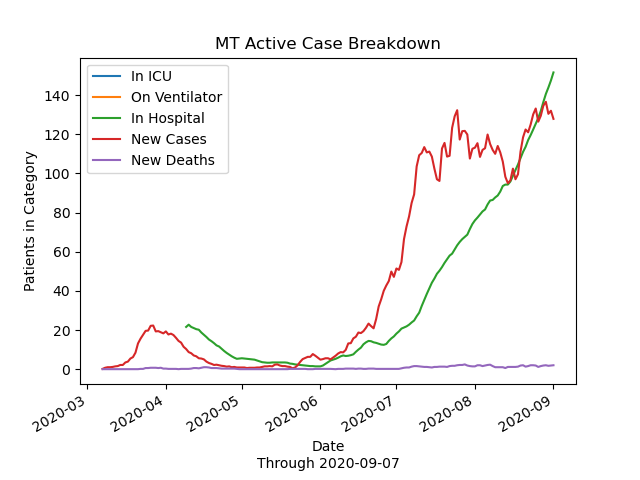 MT Active Case Breakdown
In ICU
On Ventilator
In Hospital
New Cases
New Deaths
Patients in Category
140
120
100
80
60
40
20
0
2020-03
2020-04
2020-05
2020-06
2020-07
2020-08
2020-09
Date
Through 2020-09-07